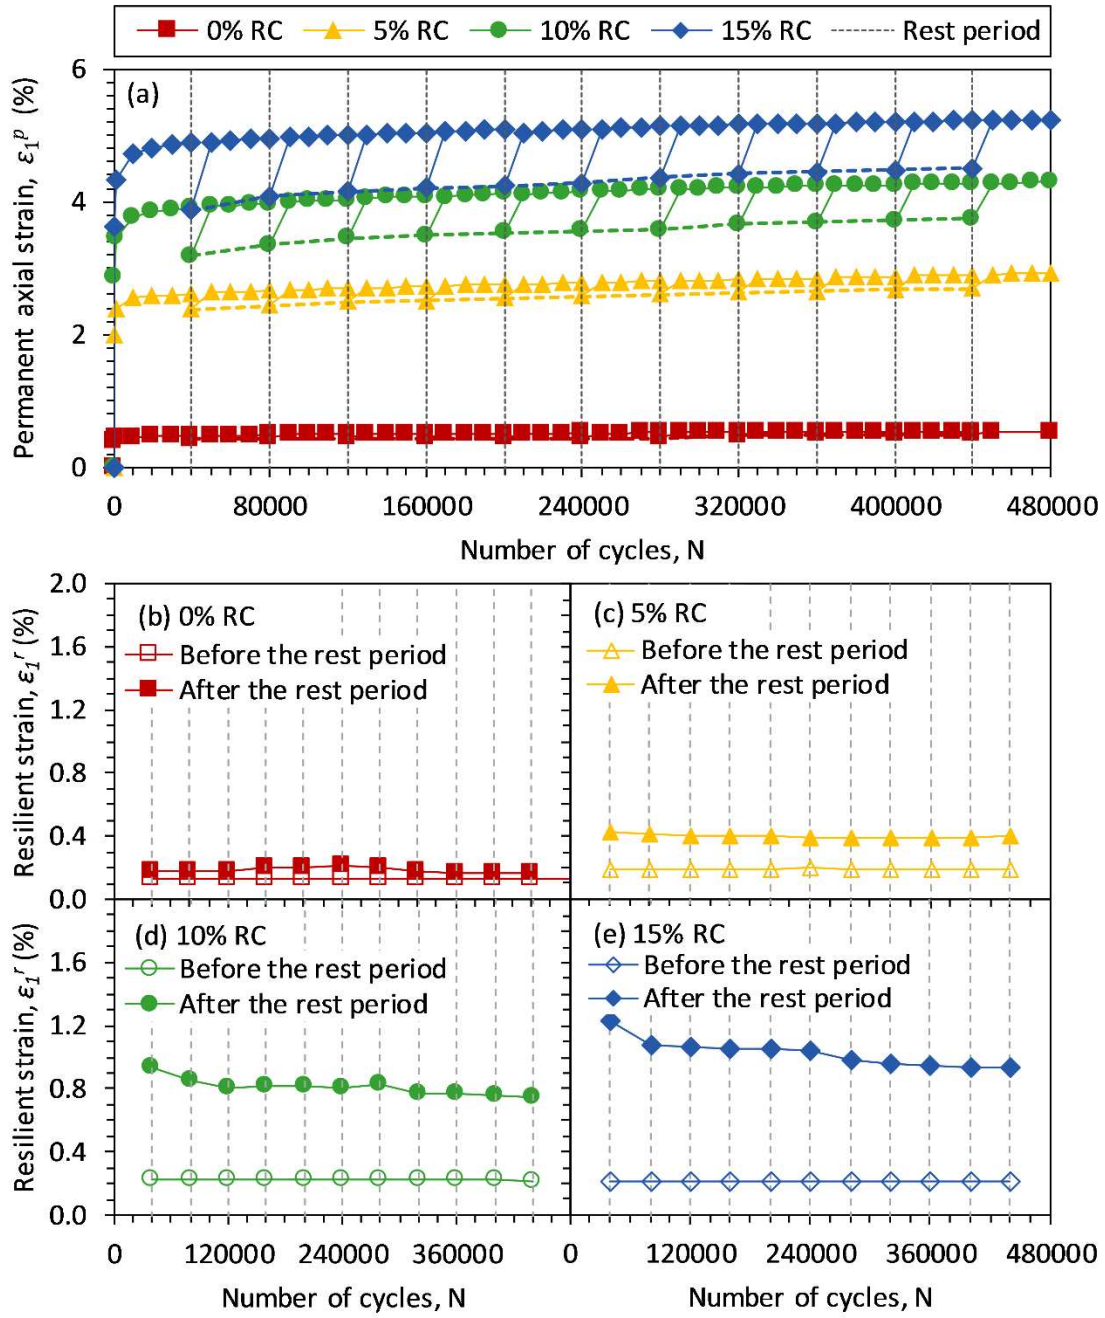 0% RC 5% RC 10% RC 15% RC Rest period
(a)
Permanent axial strain, ε₁ᵖ (%)
6
4
2
0
0 80000 160000 240000 320000 400000 480000
Number of cycles, N
Resilient strain, ε₁ʳ (%)
2.0
1.6
1.2
0.8
0.4
0.0
(b) 0% RC
Before the rest period
After the rest period
(c) 5% RC
Before the rest period
After the rest period
Resilient strain, ε₁ʳ (%)
1.6
1.2
0.8
0.4
0.0
(d) 10% RC
Before the rest period
After the rest period
(e) 15% RC
Before the rest period
After the rest period
0 120000 240000 360000 0 120000 240000 360000 480000
Number of cycles, N Number of cycles, N